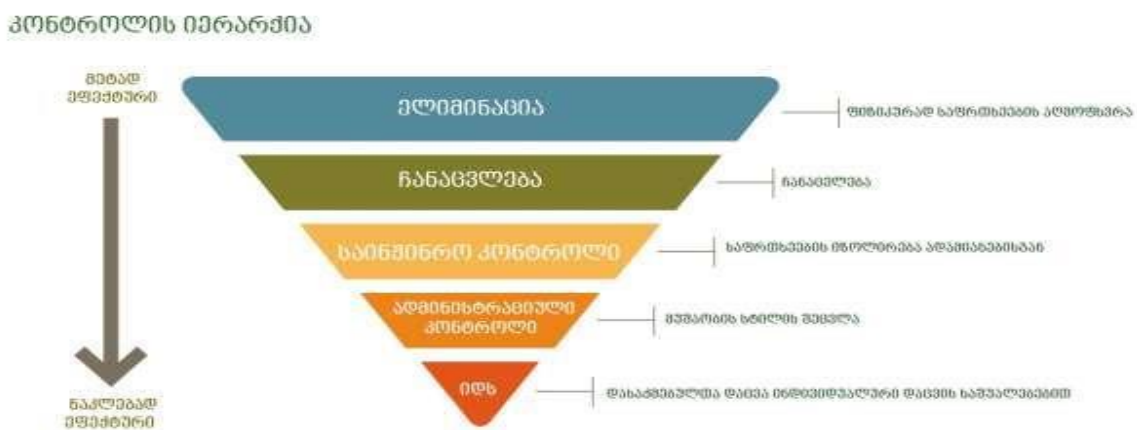 კონტროლის იერარქია
მეტად
ეფექტური
ელიმინაცია
ფიზიკურად საფრთხეების აღმოფხვრა
ჩანაცვლება
ჩანაცვლება
საინჟინრო კონტროლი
საფრთხეების იზოლირება ადამიანებისგან
ადმინისტრაციული
კონტროლი
მუშაობის სტილის შეცვლა
იდს
დასაქმებულთა დაცვა ინდივიდუალური დაცვის საშუალებებით
ნაკლებად
ეფექტური